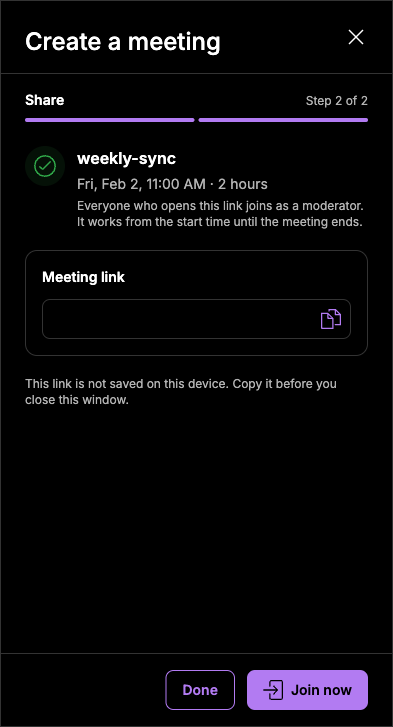 Create a meeting
Share
Step 2 of 2
weekly-sync
Fri, Feb 2, 11:00 AM · 2 hours
Everyone who opens this link joins as a moderator.
It works from the start time until the meeting ends.
Meeting link
This link is not saved on this device. Copy it before you
close this window.
Done
Join now